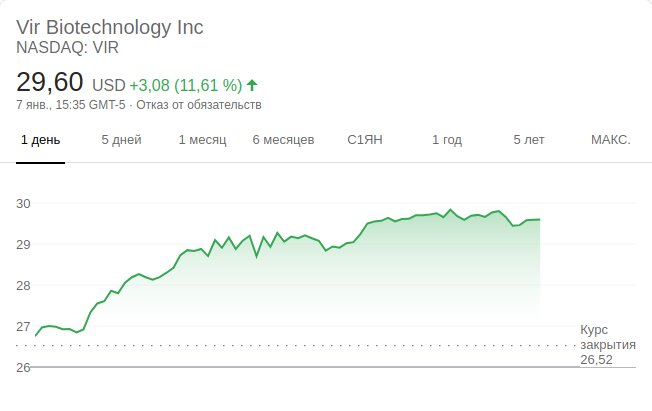 Vir Biotechnology Inc
NASDAQ: VIR
29,60 USD +3,08 (11,61 %)
7 янв., 15:35 GMT-5 · Отказ от обязательств
1 день 5 дней 1 месяц 6 месяцев С1ЯН 1 год 5 лет МАКС.
30
29
28
27
26
Курс
закрытия
26,52